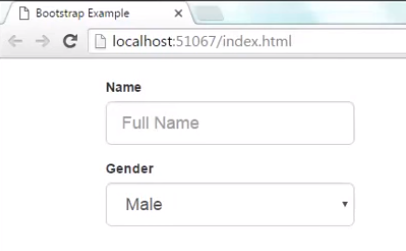 Bootstrap Example
localhost:51067/index.html
Name
Full Name
Gender
Male